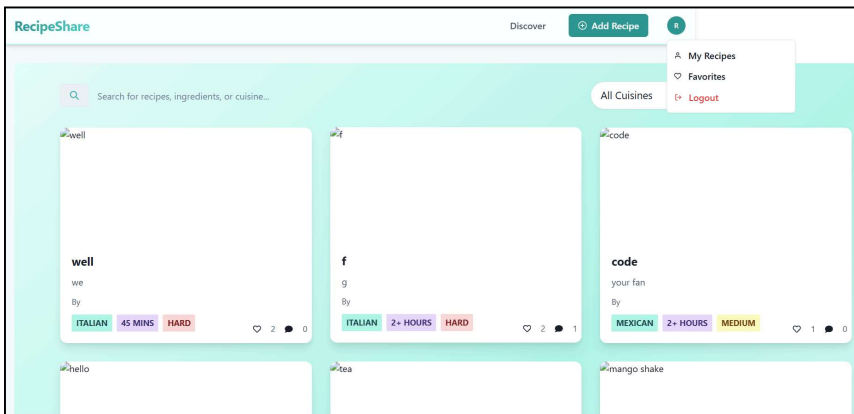 RecipeShare
Discover
Add Recipe
R
My Recipes
Favorites
Logout
Search for recipes, ingredients, or cuisine...
All Cuisines
well
f
code
well
f
code
we
g
your fan
By
By
By
ITALIAN 45 MINS HARD 2 0
ITALIAN 2+ HOURS HARD 2 1
MEXICAN 2+ HOURS MEDIUM 1 0
hello
tea
mango shake